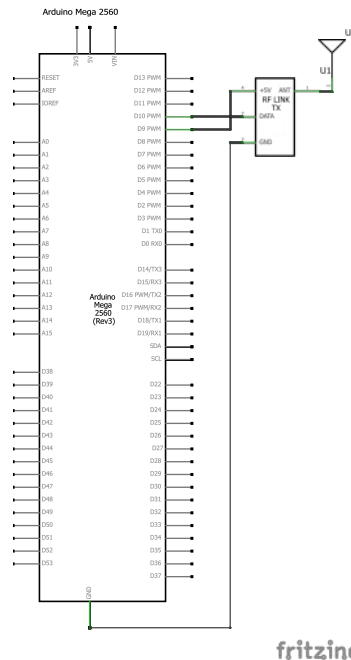 Arduino Mega 2560
3V3
5V
VIN
RESET
AREF
IOREF
A0
A1
A2
A3
A4
A5
A6
A7
A8
A9
A10
A11
A12
A13
A14
A15
D38
D39
D40
D41
D42
D43
D44
D45
D46
D47
D48
D49
D50
D51
D52
D53
Arduino
Mega
2560
(Rev3)
D13 PWM
D12 PWM
D11 PWM
D10 PWM
D9 PWM
D8 PWM
D7 PWM
D6 PWM
D5 PWM
D4 PWM
D2 PWM
D3 PWM
D1 TX0
D0 RX0
D14/TX3
D15/RX3
D16 PWM/TX2
D17 PWM/RX2
D18/TX1
D19/RX1
SDA
SCL
D22
D23
D24
D25
D26
D27
D28
D29
D30
D31
D32
D33
D34
D35
D36
D37
GND
U1
+5V ANT
RF LINK
TX
DATA
GND
fritzing